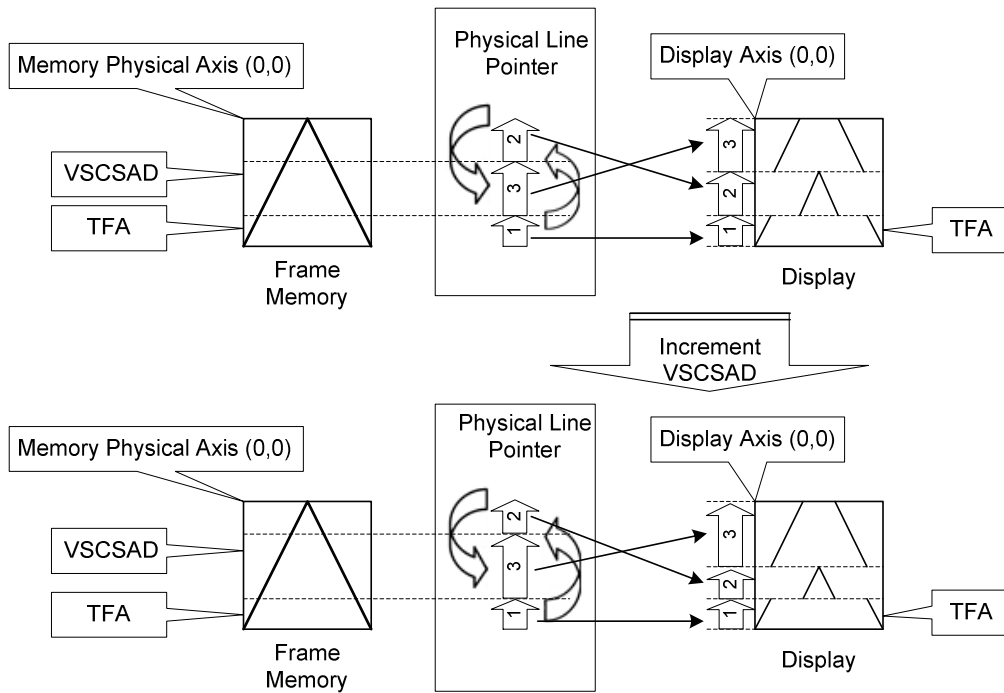 Memory Physical Axis (0,0)
Physical Line
Pointer
Display Axis (0,0)
VSCSAD
TFA
2
3
1
3
2
1
TFA
Frame
Memory
Display
Increment
VSCSAD
Memory Physical Axis (0,0)
Physical Line
Pointer
Display Axis (0,0)
VSCSAD
TFA
2
3
1
3
2
1
TFA
Frame
Memory
Display